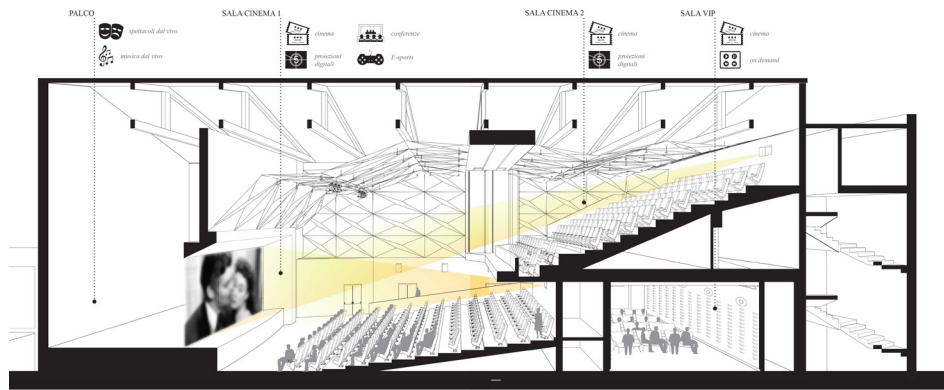 PALCO
spettacoli dal vivo
musica dal vivo
SALA CINEMA 1
cinema
proiezioni
digitali
conferenze
E-sports
SALA CINEMA 2
cinema
proiezioni
digitali
SALA VIP
cinema
on demand